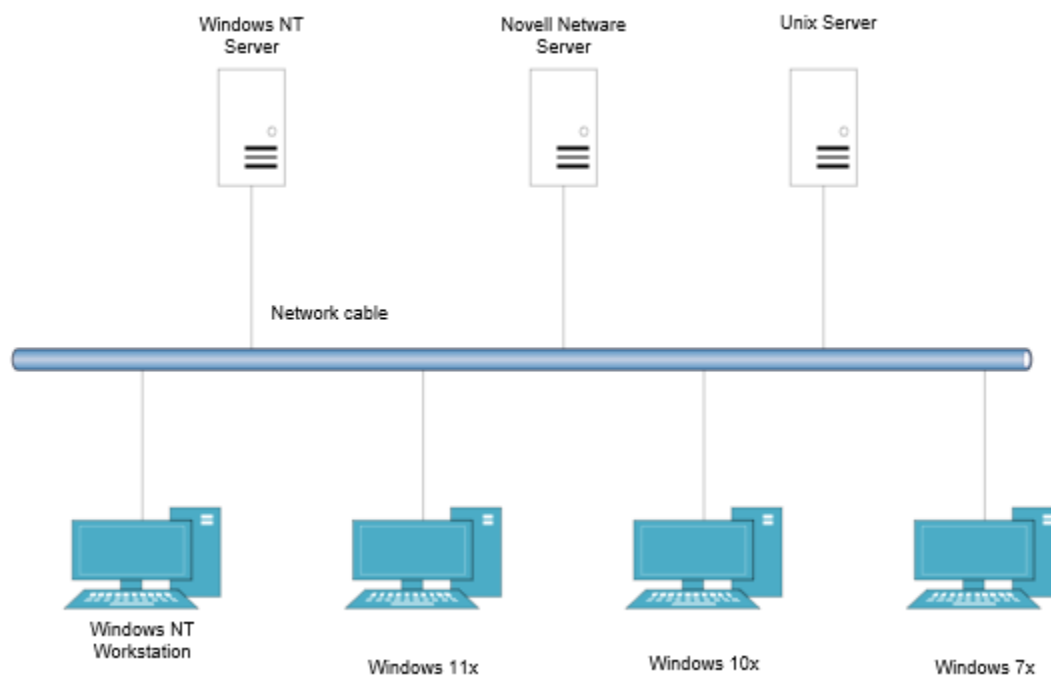 Windows NT
Server
Novell Netware
Server
Unix Server
Network cable
Windows NT
Workstation
Windows 11x
Windows 10x
Windows 7x